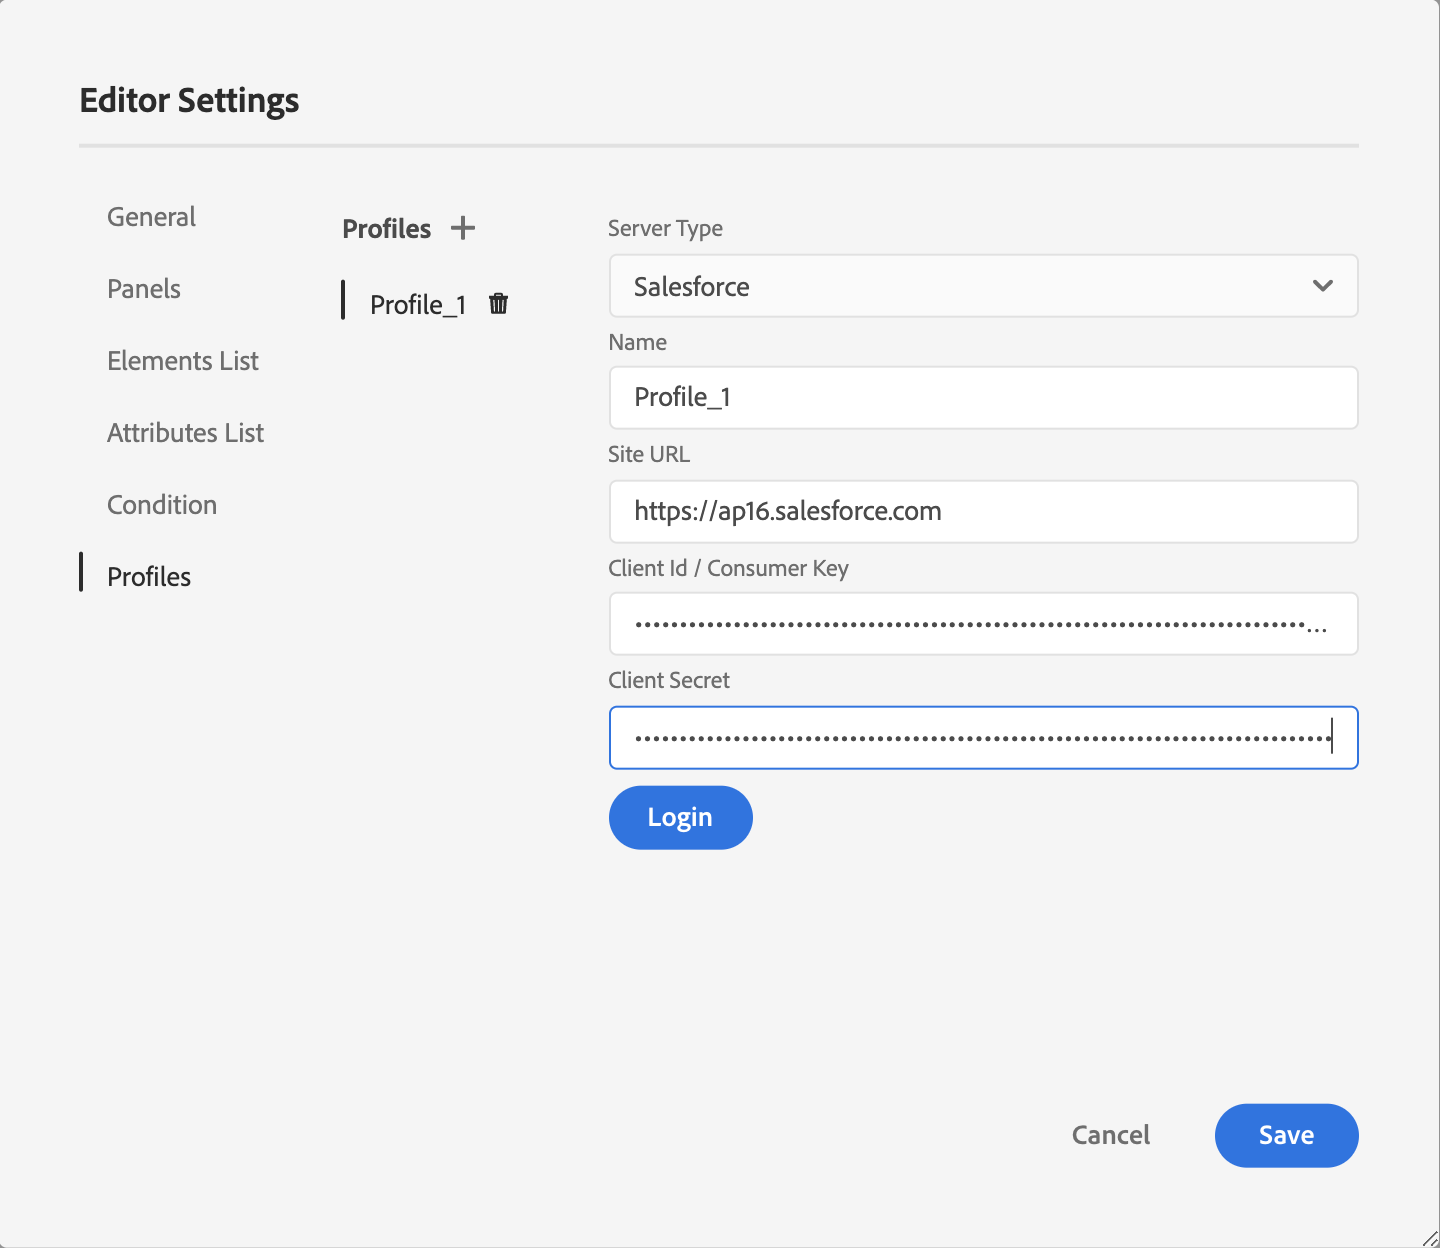 Editor Settings
General
Panels
Elements List
Attributes List
Condition
Profiles
Profiles
Profile_1
Server Type
Salesforce
Name
Profile_1
Site URL
https://ap16.salesforce.com
Client Id / Consumer Key
Client Secret
Login
Cancel
Save